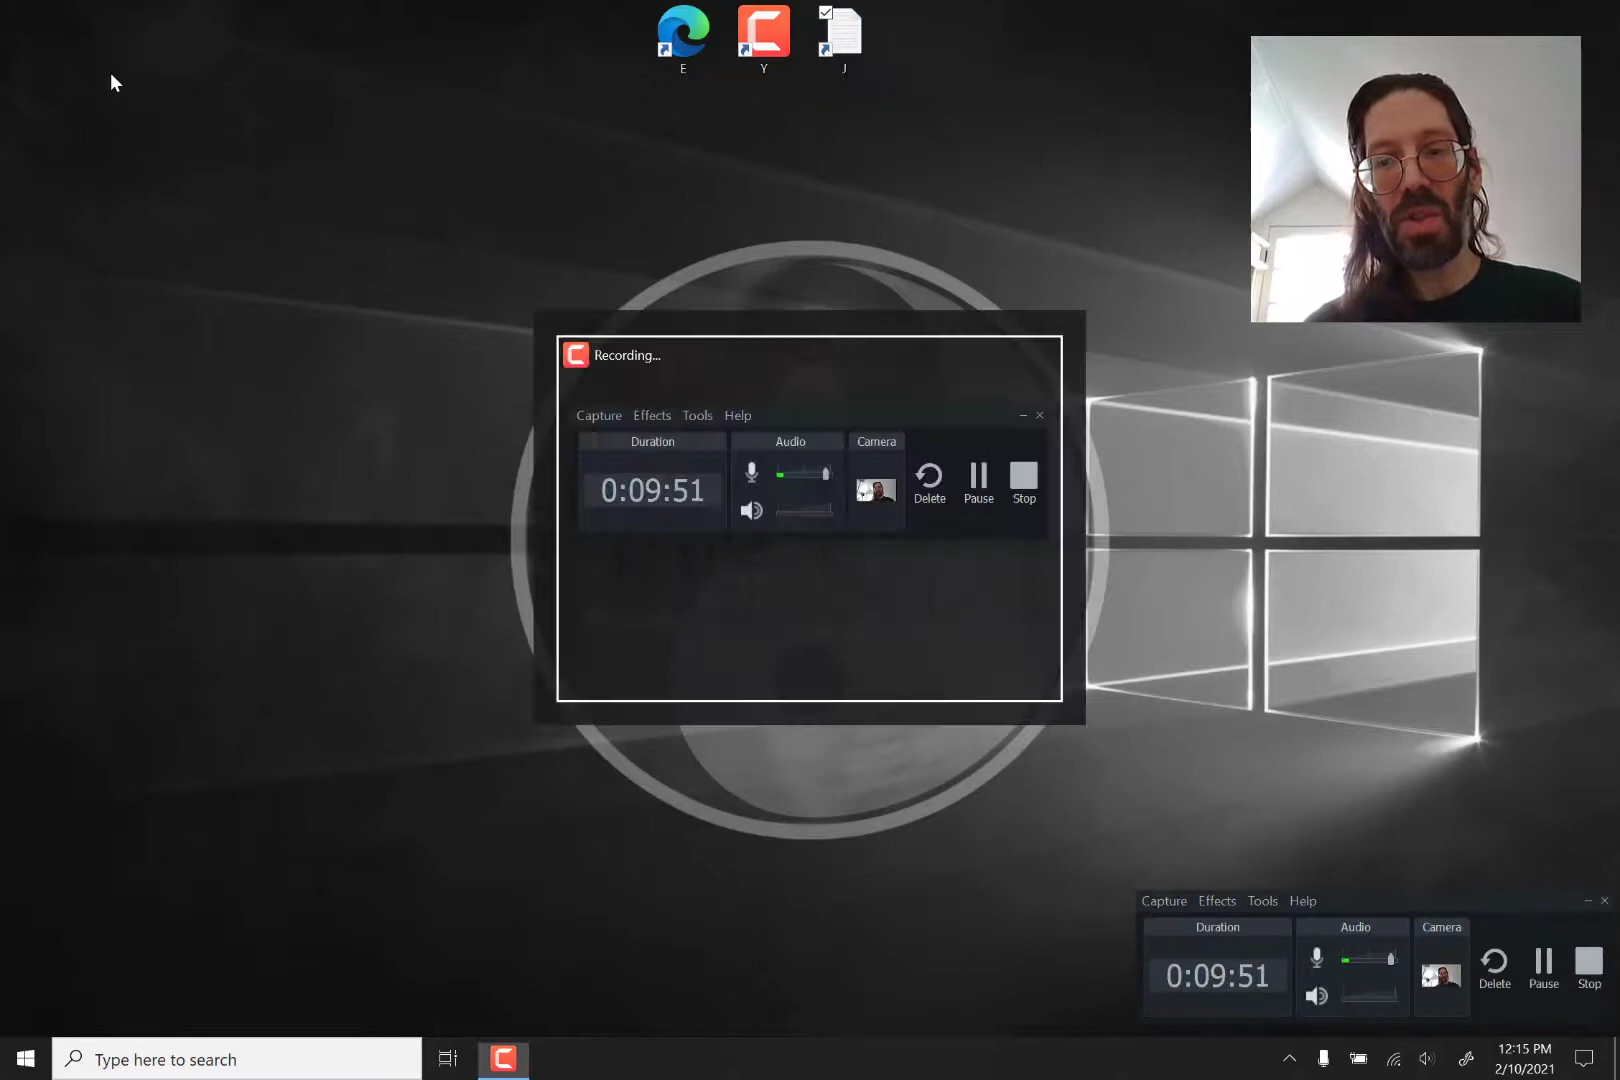 E Y J
Recording...
Capture Effects Tools Help
Duration Audio Camera
0:09:51
Delete Pause Stop
Capture Effects Tools Help
Duration Audio Camera
0:09:51
Delete Pause Stop
Type here to search
12:15 PM
2/10/2021